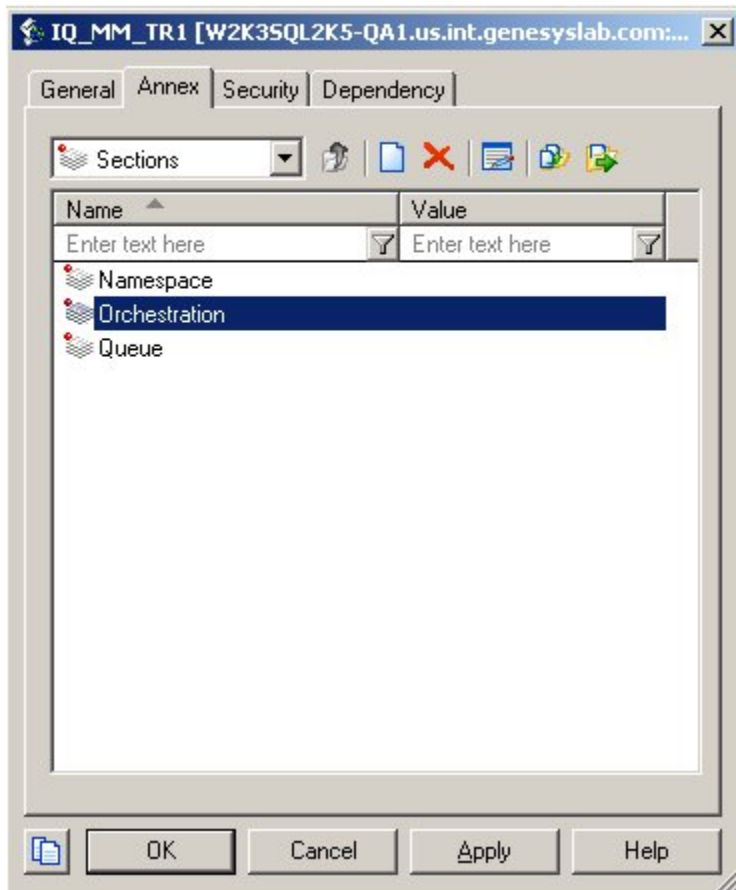 IQ_MM_TR1 [W2K3SQL2K5-QA1.us.int.genesyslab.com:...
General Annex Security Dependency
Sections
Name Value
Enter text here Enter text here
Namespace
Orchestration
Queue
OK Cancel Apply Help